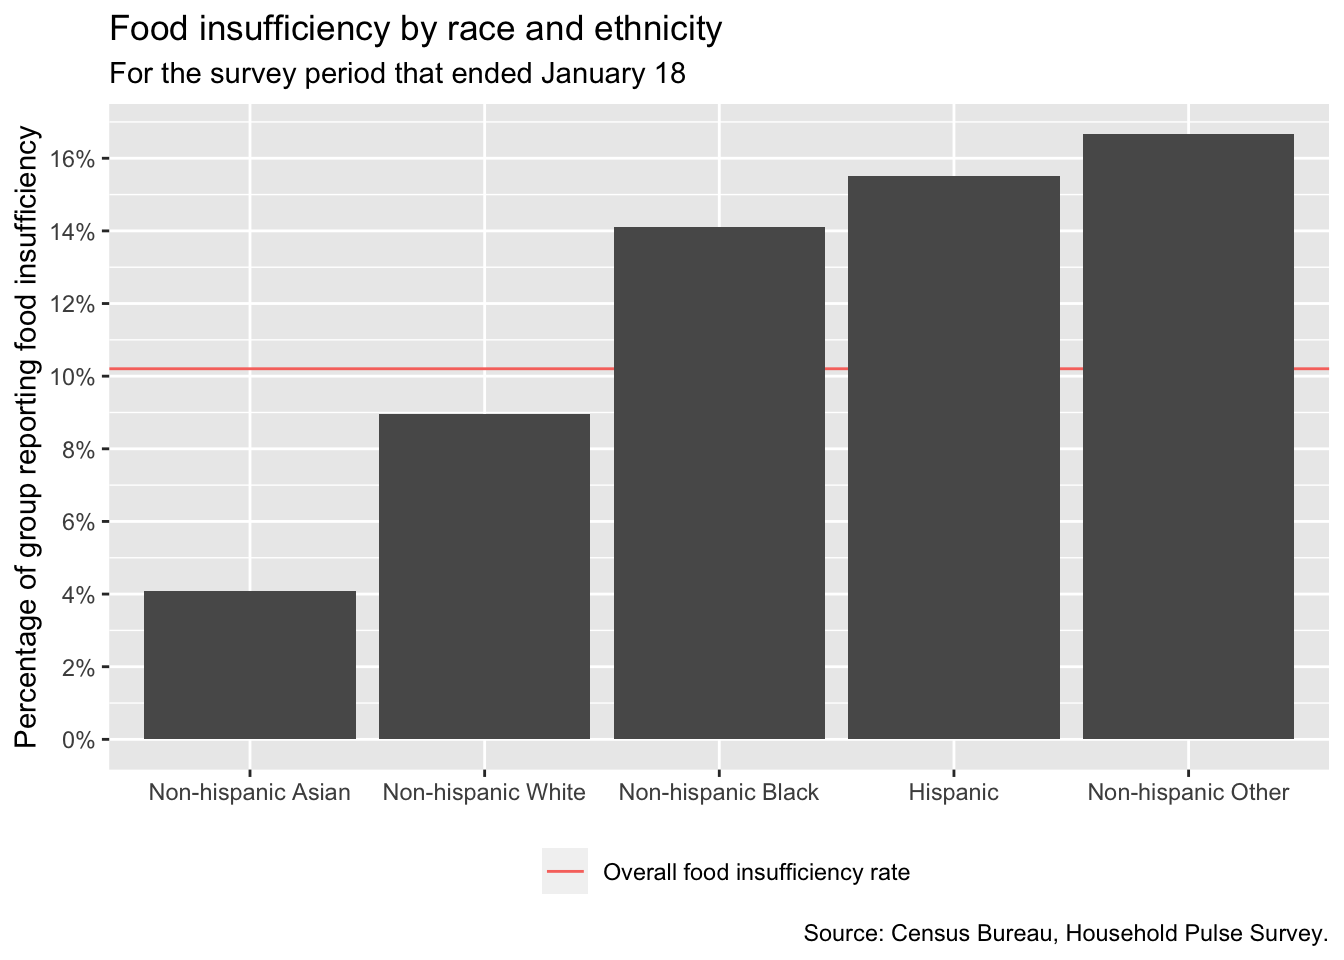 Food insufficiency by race and ethnicity
For the survey period that ended January 18
Percentage of group reporting food insufficiency
16%
14%
12%
10%
8%
6%
4%
2%
0%
Non-hispanic Asian
Non-hispanic White
Non-hispanic Black
Hispanic
Non-hispanic Other
Overall food insufficiency rate
Source: Census Bureau, Household Pulse Survey.